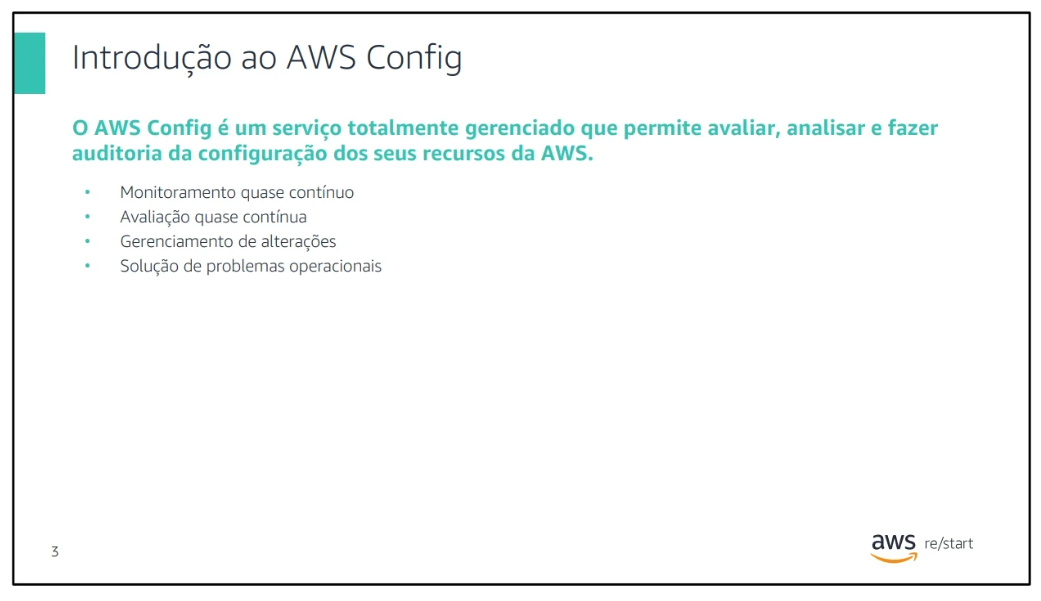 Introdução ao AWS Config
O AWS Config é um serviço totalmente gerenciado que permite avaliar, analisar e fazer
auditoria da configuração dos seus recursos da AWS.
• Monitoramento quase contínuo
• Avaliação quase contínua
• Gerenciamento de alterações
• Solução de problemas operacionais
3
aws re/start